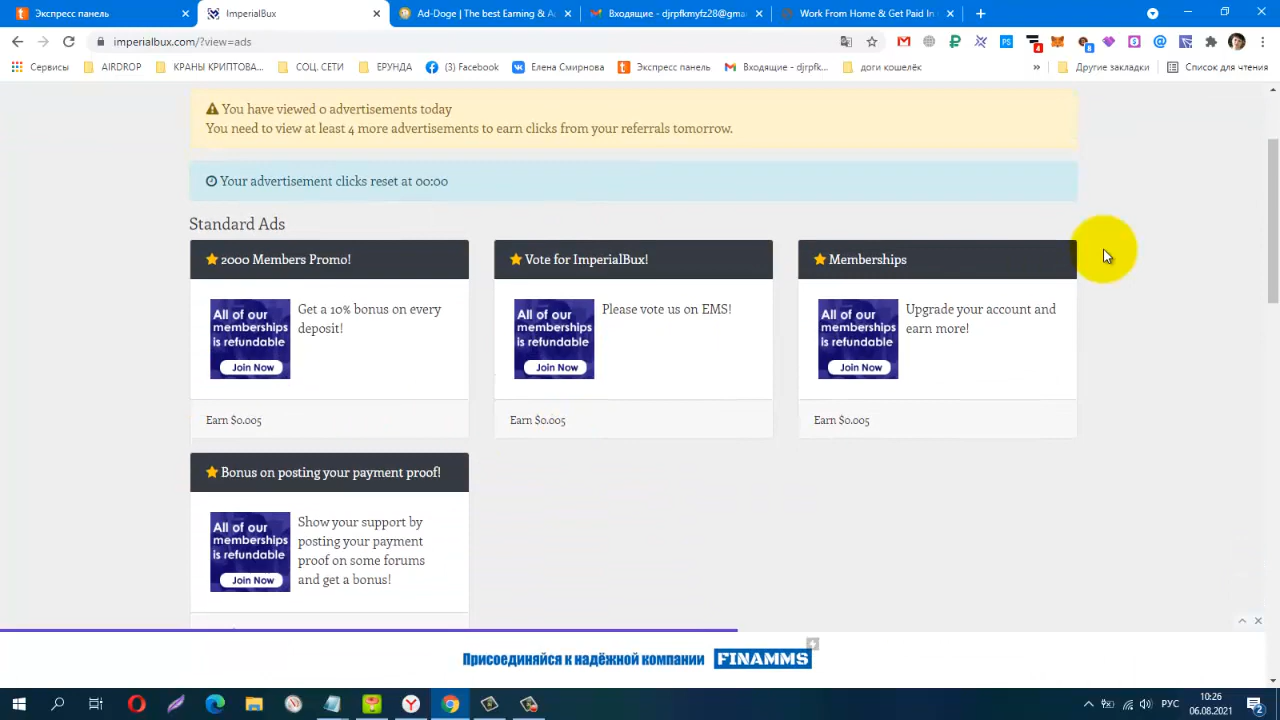 Экспресс панель
ImperialBux
Ad-Doge | The best Earning & A
Входящие - djrpfkmyfz28@gma
Work From Home & Get Paid In
imperialbux.com/?view=ads
Сервисы
AIRDROP
КРАНЫ КРИПТОВА...
СОЦ. СЕТИ
ЕРУНДА
(3) Facebook
Елена Смирнова
Экспресс панель
Входящие - djrpfk...
доги кошелёк
»
Другие закладки
Список для чтения
You have viewed 0 advertisements today
You need to view at least 4 more advertisements to earn clicks from your referrals tomorrow.
Your advertisement clicks reset at 00:00
Standard Ads
2000 Members Promo!
All of our
memberships
is refundable
Join Now
Get a 10% bonus on every
deposit!
Earn $0.005
Vote for ImperialBux!
All of our
memberships
is refundable
Join Now
Please vote us on EMS!
Earn $0.005
Memberships
All of our
memberships
is refundable
Join Now
Upgrade your account and
earn more!
Earn $0.005
Bonus on posting your payment proof!
All of our
memberships
is refundable
Join Now
Show your support by
posting your payment
proof on some forums
and get a bonus!
Присоединяйся к надёжной компании
FINAMMS
РУС
10:26
06.08.2021